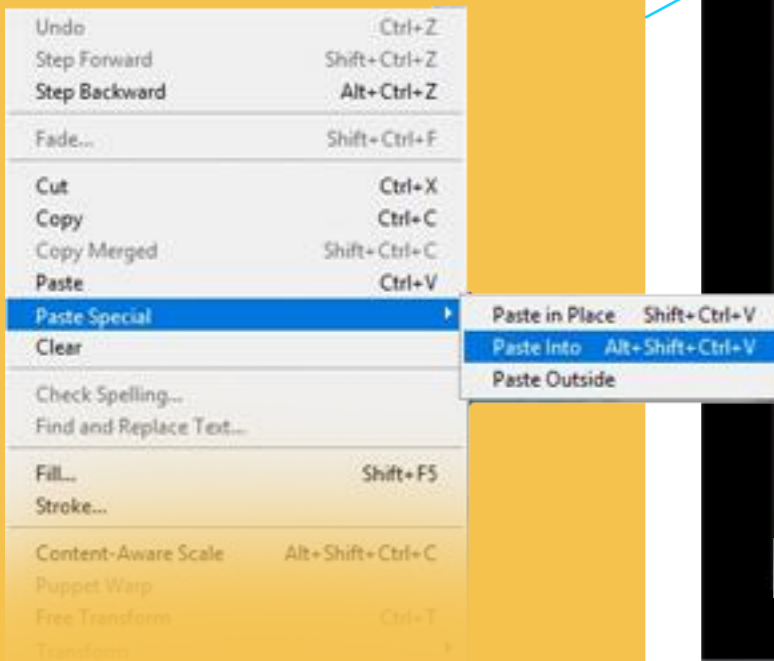 Undo Ctrl+Z
Step Forward Shift+Ctrl+Z
Step Backward Alt+Ctrl+Z
Fade... Shift+Ctrl+F
Cut Ctrl+X
Copy Ctrl+C
Copy Merged Shift+Ctrl+C
Paste Ctrl+V
Paste Special
Paste in Place Shift+Ctrl+V
Paste Into Alt+Shift+Ctrl+V
Paste Outside
Clear
Check Spelling...
Find and Replace Text...
Fill... Shift+F5
Stroke...
Content-Aware Scale Alt+Shift+Ctrl+C
Puppet Warp
Free Transform Ctrl+T
Transform